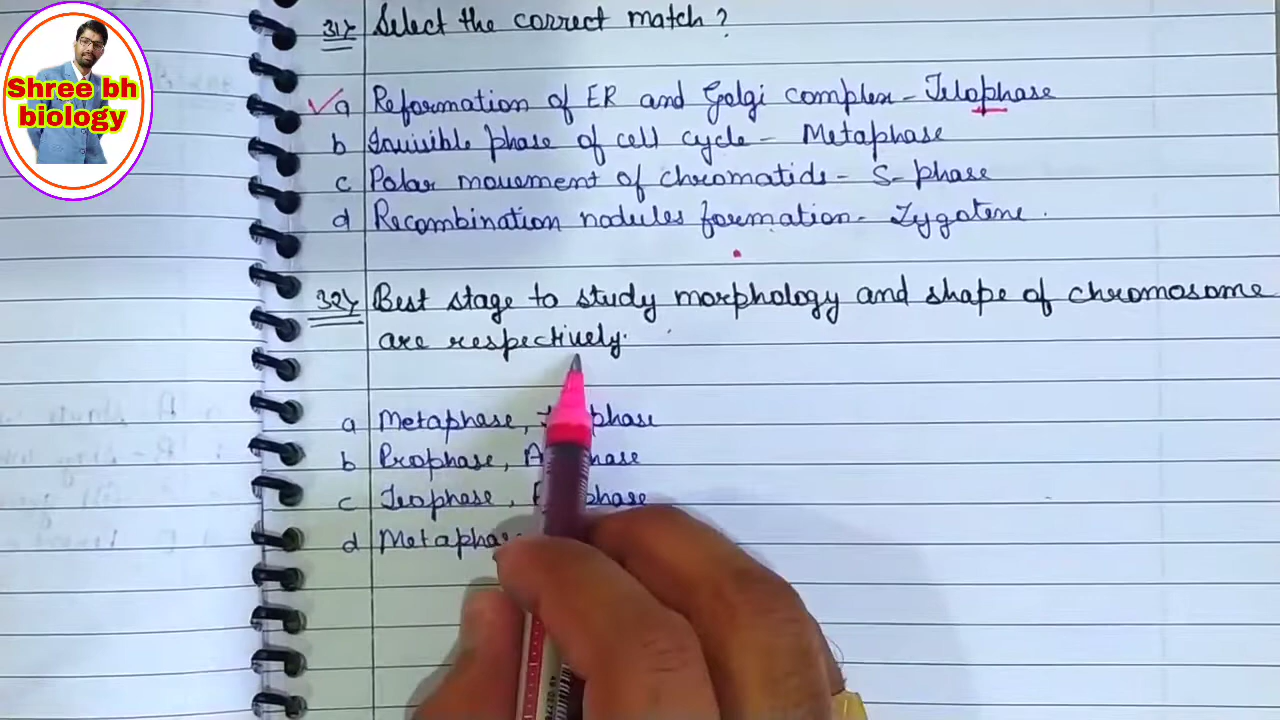 Shree bh
biology
31) Select the correct match?
a Reformation of ER and Golgi complex - Telophase
b Invisible phase of cell cycle - Metaphase
c Polar movement of chromatids - S-phase
d Recombination nodules formation - Zygotene.
32) Best stage to study morphology and shape of chromosome
are respectively.
a Metaphase, phase
b Prophase,
c Telophase,
d